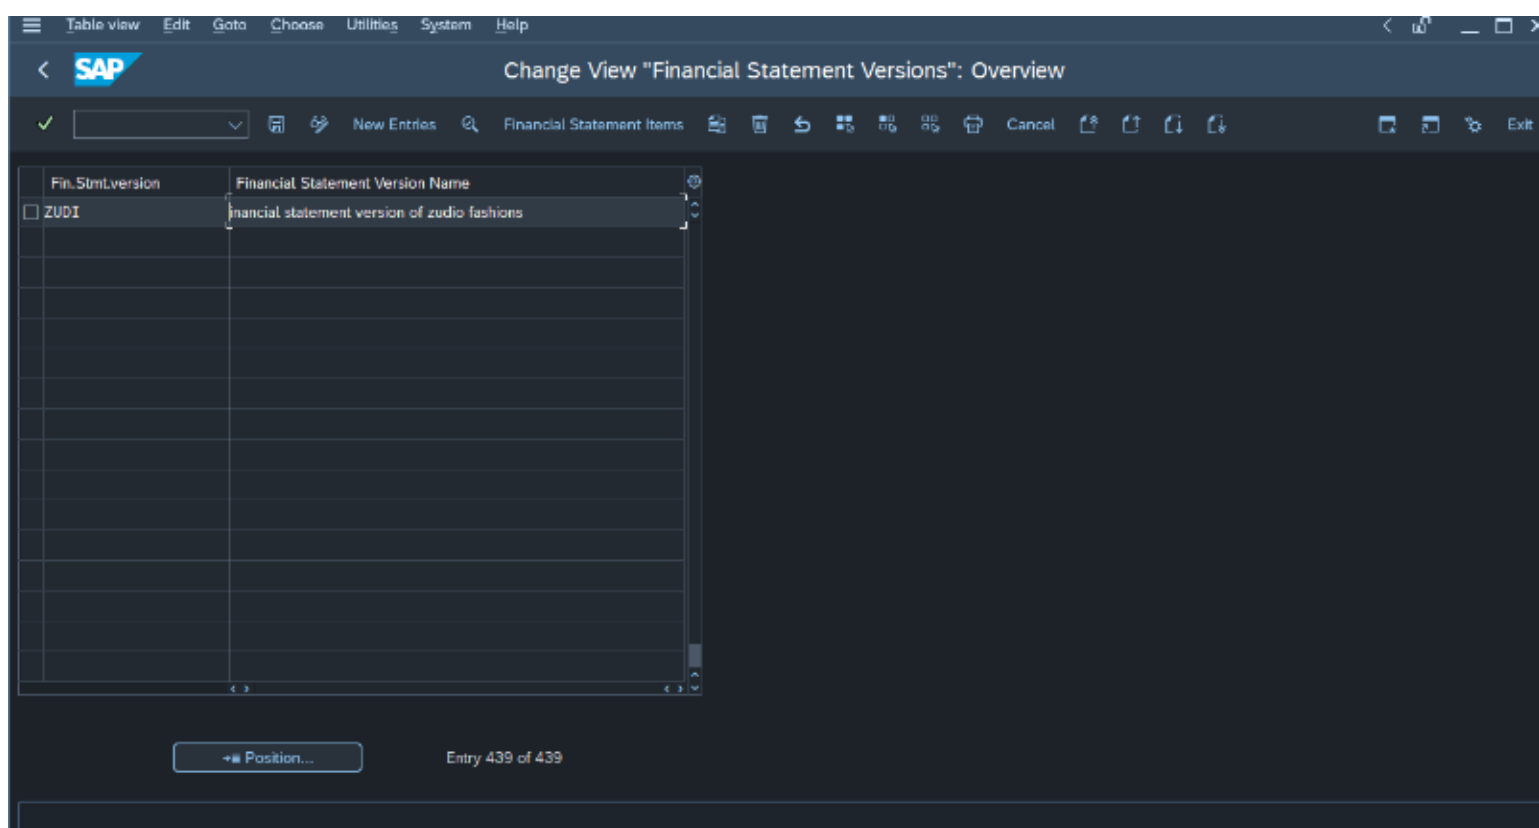 Table view Edit Goto Choose Utilities System Help
SAP Change View "Financial Statement Versions": Overview
New Entries Financial Statement Items Cancel Exit
Fin.Stmt.version Financial Statement Version Name
ZUDI inancial statement version of zudio fashions
Position... Entry 439 of 439